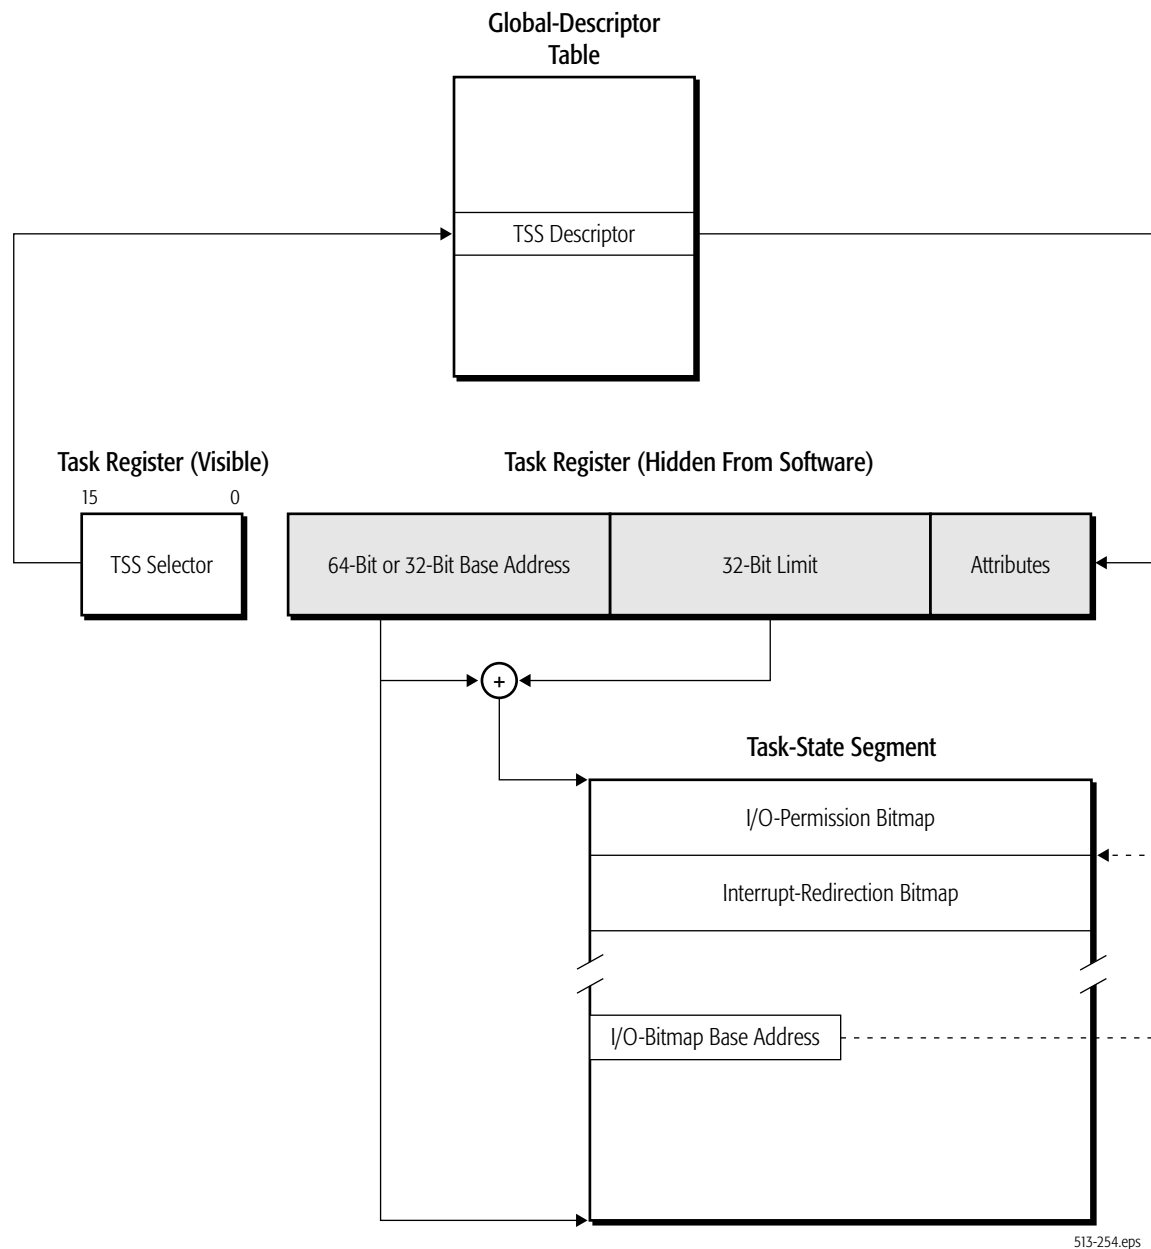 Global-Descriptor
Table
TSS Descriptor
Task Register (Visible)
Task Register (Hidden From Software)
15
0
TSS Selector
64-Bit or 32-Bit Base Address
32-Bit Limit
Attributes
+
Task-State Segment
I/O-Permission Bitmap
Interrupt-Redirection Bitmap
I/O-Bitmap Base Address
513-254.eps